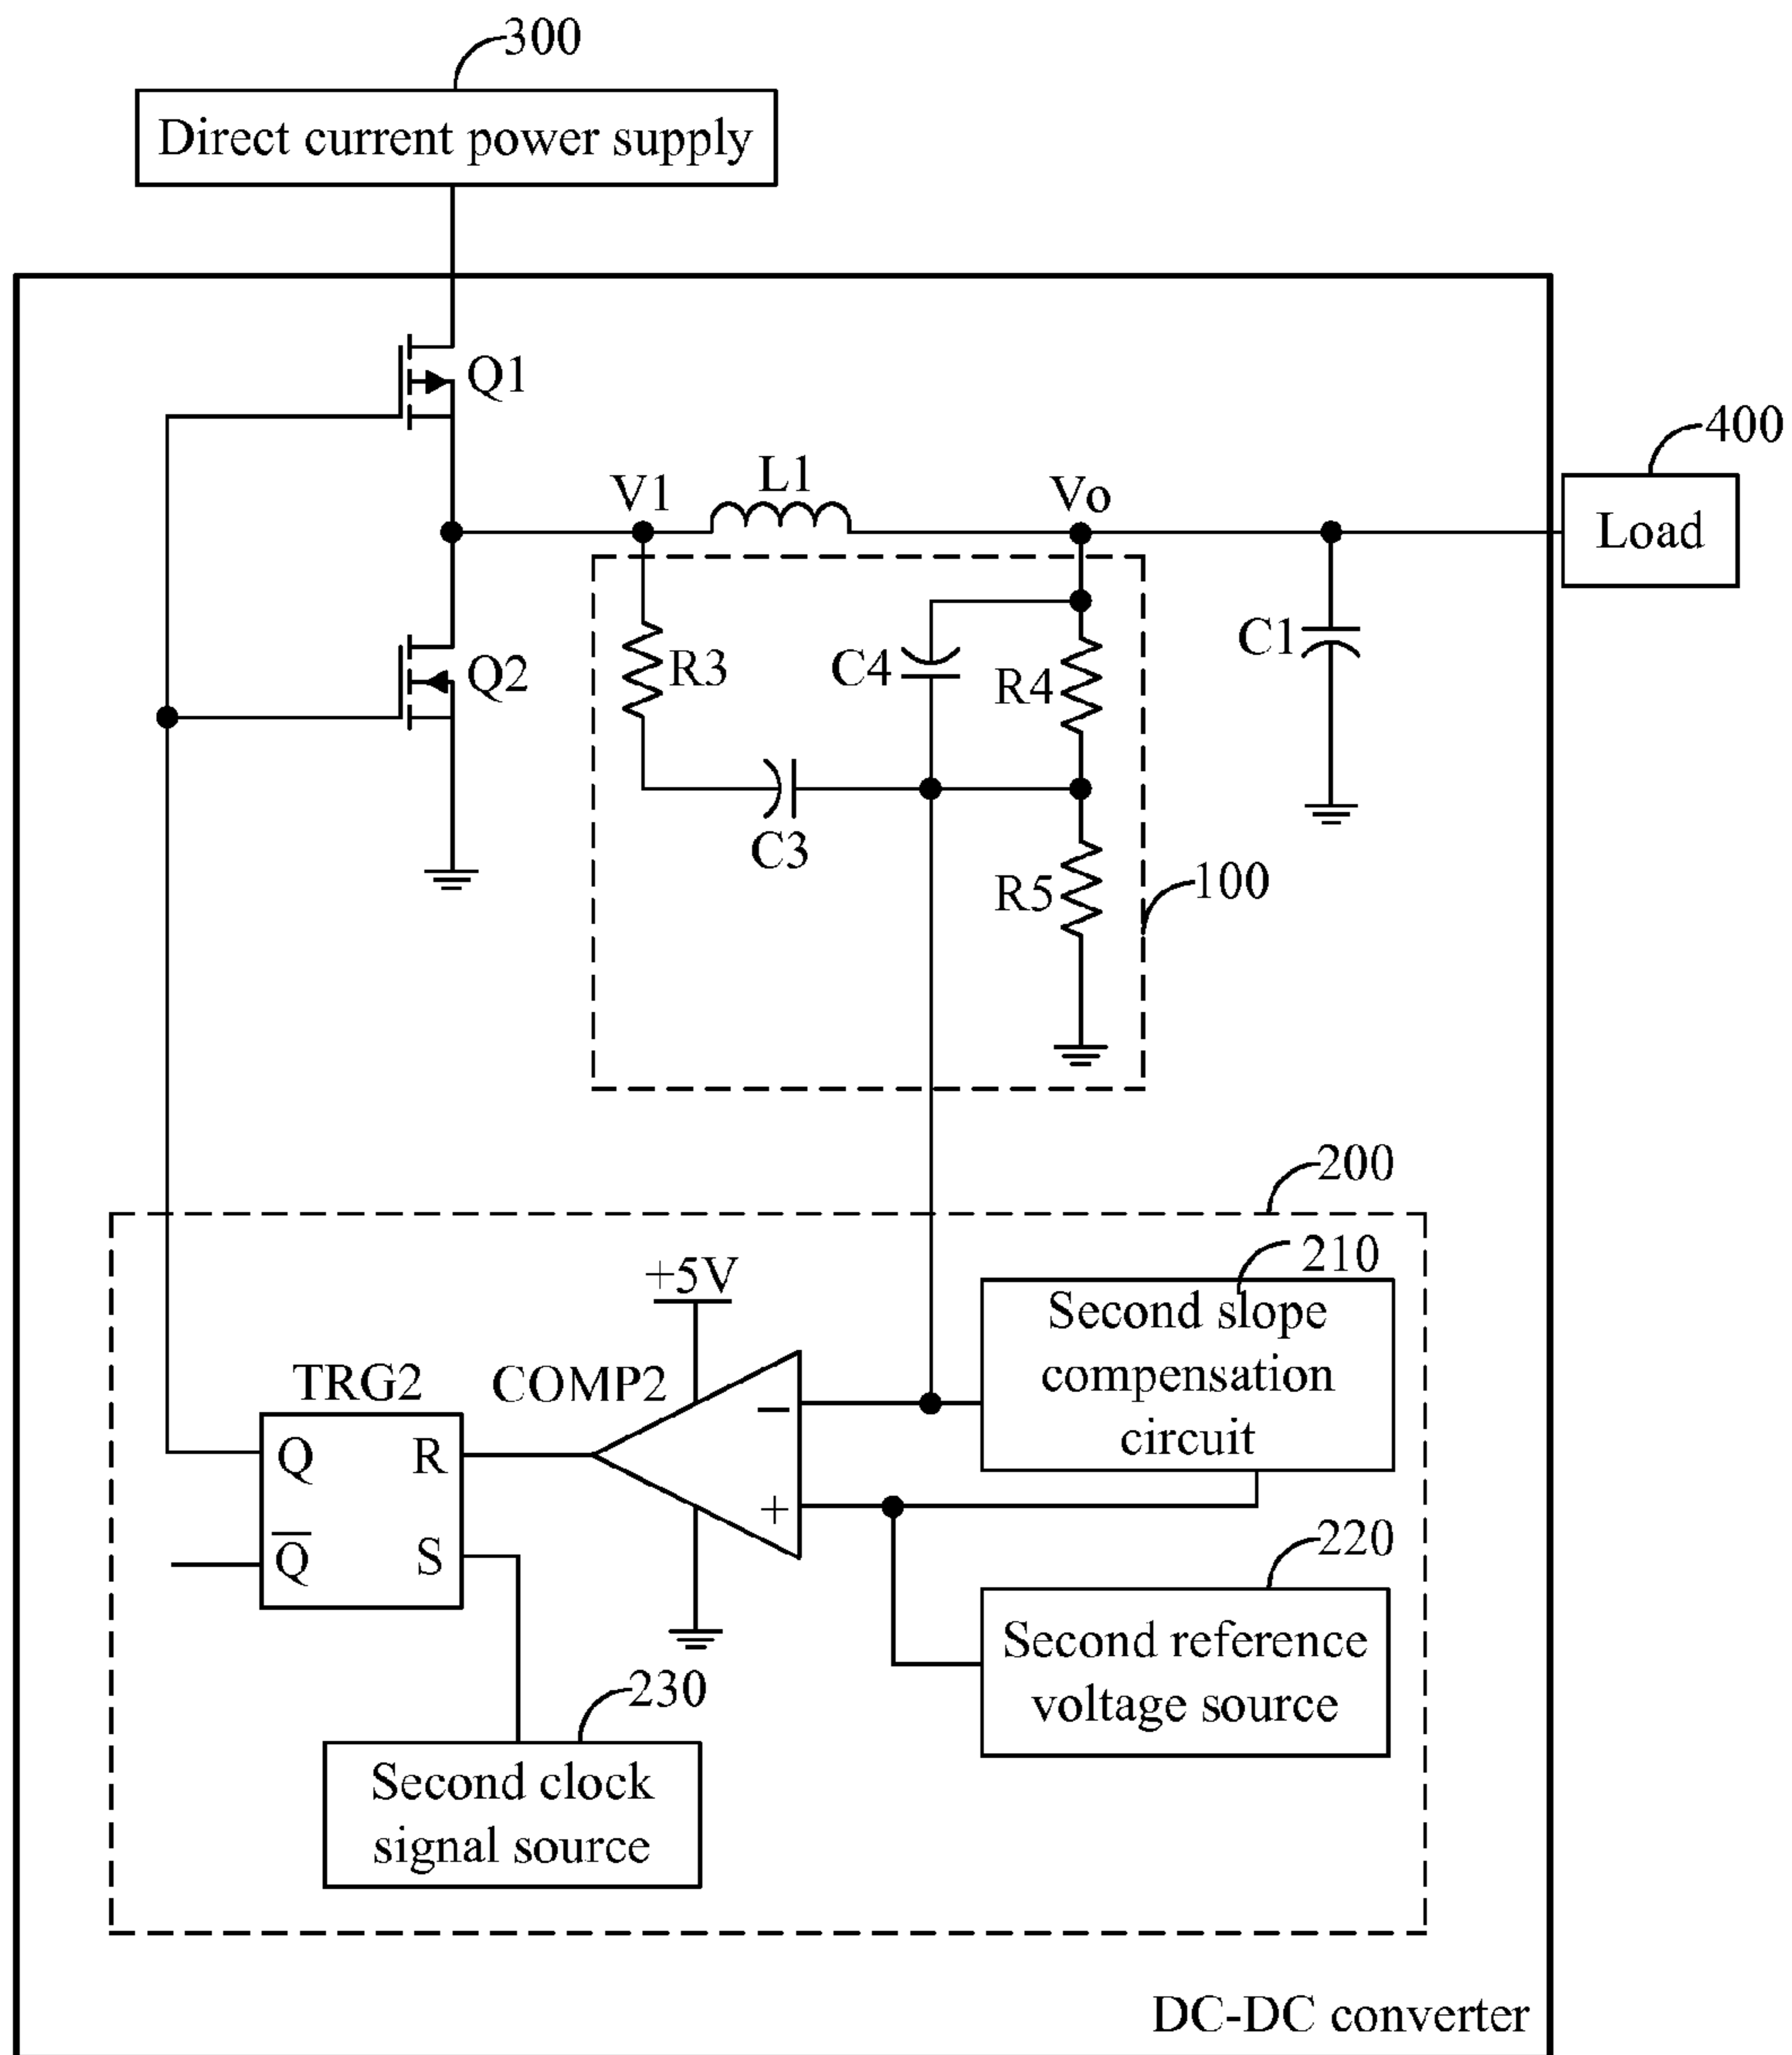 300
Direct current power supply
Q1
400
V1
L1
Vo
Load
Q2
R3
C4
R4
C1
C3
R5
100
200
210
+5V
Second slope
compensation
circuit
TRG2
COMP2
−
Q
R
+
220
Q̅
S
Second reference
voltage source
230
Second clock
signal source
DC-DC converter